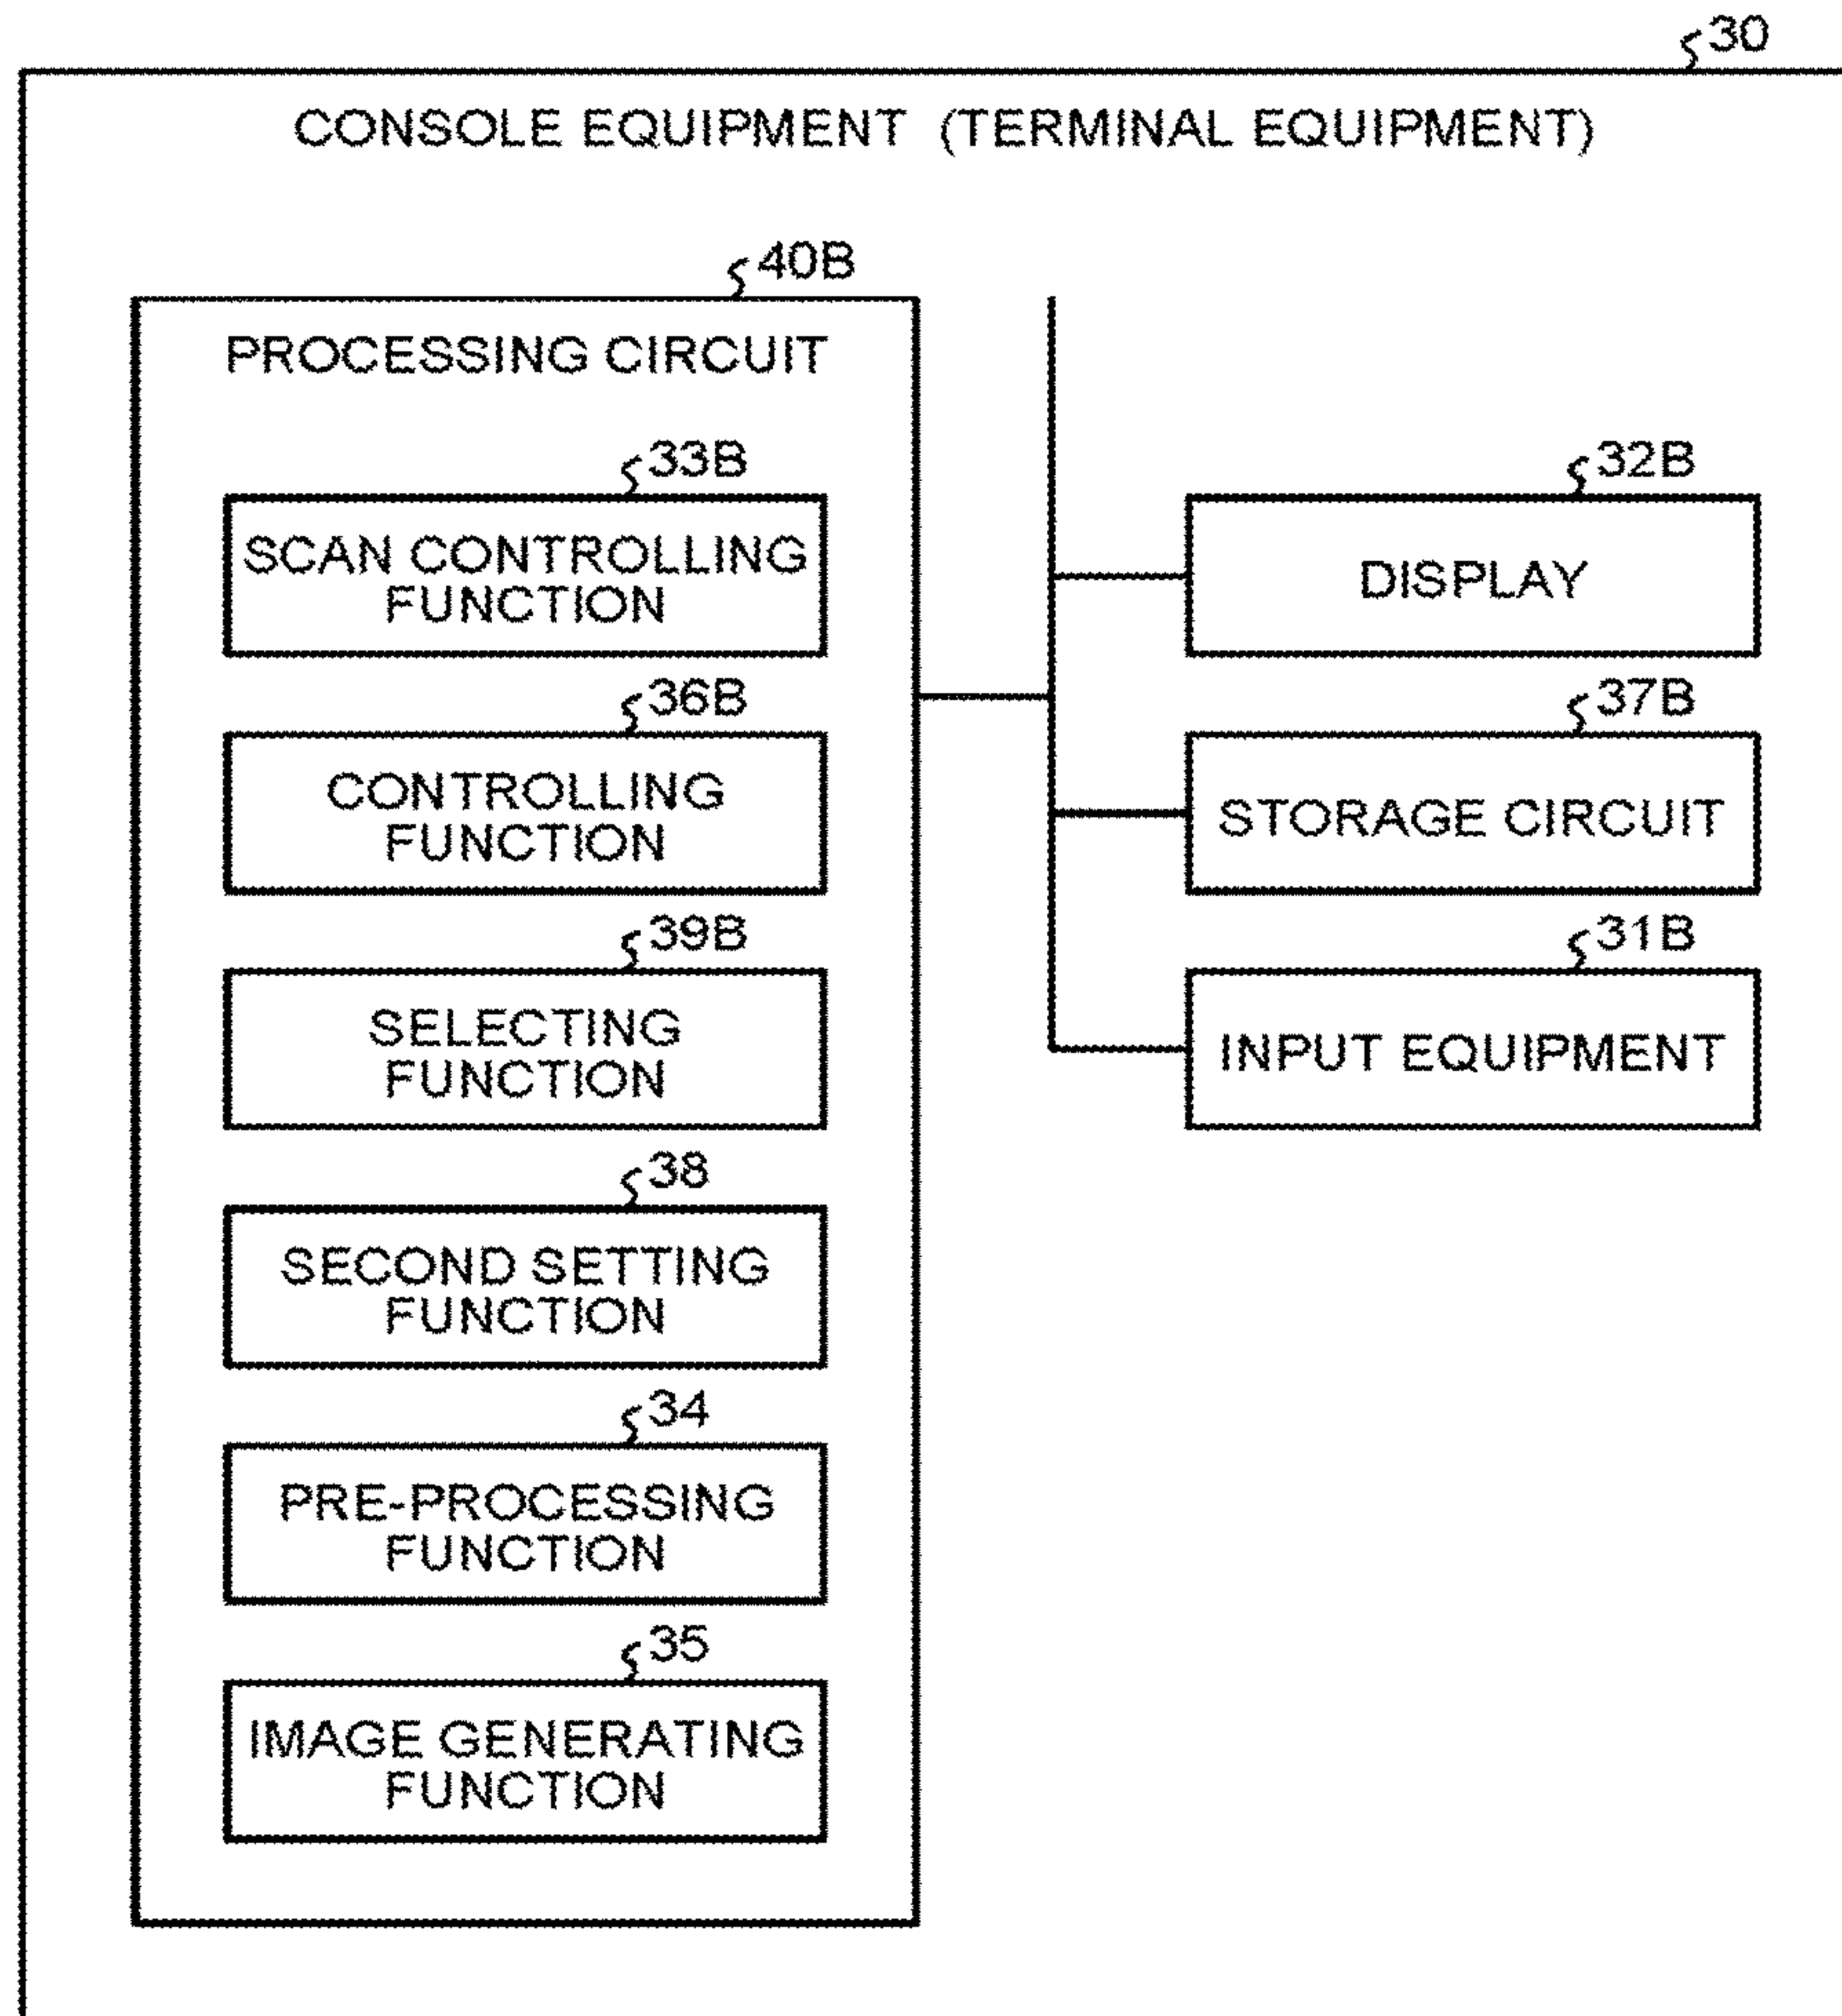 30
CONSOLE EQUIPMENT (TERMINAL EQUIPMENT)
40B
PROCESSING CIRCUIT
33B
SCAN CONTROLLING
FUNCTION
36B
CONTROLLING
FUNCTION
39B
SELECTING
FUNCTION
38
SECOND SETTING
FUNCTION
34
PRE-PROCESSING
FUNCTION
35
IMAGE GENERATING
FUNCTION
32B
DISPLAY
37B
STORAGE CIRCUIT
31B
INPUT EQUIPMENT